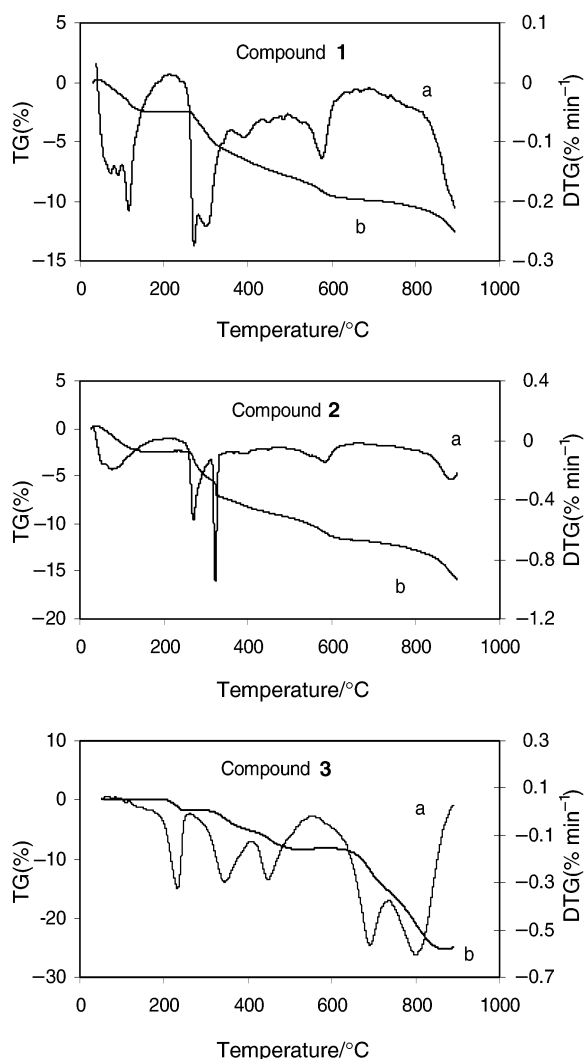 Compound 1
a
b
TG(%)
5
0
−5
−10
−15
DTG(% min⁻¹)
0.1
0
−0.1
−0.2
−0.3
0 200 400 600 800 1000
Temperature/°C
Compound 2
a
b
TG(%)
5
0
−5
−10
−15
−20
DTG(% min⁻¹)
0.4
0
−0.4
−0.8
−1.2
0 200 400 600 800 1000
Temperature/°C
Compound 3
a
b
TG(%)
10
0
−10
-20
−30
DTG(% min⁻¹)
0.3
0.1
−0.1
−0.3
−0.5
−0.7
0 200 400 600 800 1000
Temperature/°C